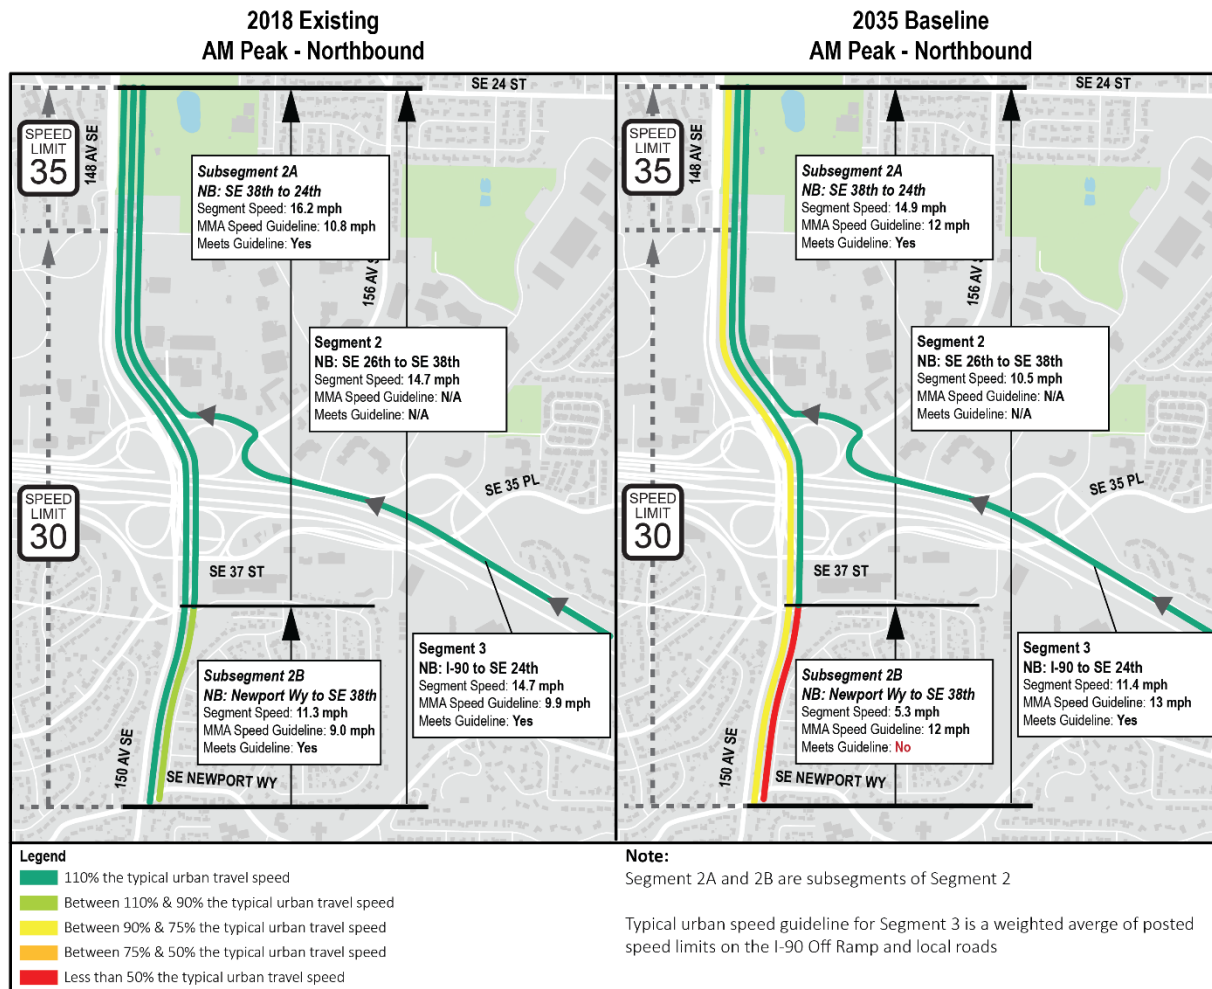 2018 Existing
AM Peak - Northbound
2035 Baseline
AM Peak - Northbound
SE 24 ST
SPEED
LIMIT
35
148 AV SE
Subsegment 2A
NB: SE 38th to 24th
Segment Speed: 16.2 mph
MMA Speed Guideline: 10.8 mph
Meets Guideline: Yes
156 AV S
Segment 2
NB: SE 26th to SE 38th
Segment Speed: 14.7 mph
MMA Speed Guideline: N/A
Meets Guideline: N/A
SE 35 PL
SPEED
LIMIT
30
SE 37 ST
Segment 3
NB: I-90 to SE 24th
Segment Speed: 14.7 mph
MMA Speed Guideline: 9.9 mph
Meets Guideline: Yes
Subsegment 2B
NB: Newport Wy to SE 38th
Segment Speed: 11.3 mph
MMA Speed Guideline: 9.0 mph
Meets Guideline: Yes
150 AV SE
SE NEWPORT WY
SE 24 ST
SPEED
LIMIT
35
148 AV SE
Subsegment 2A
NB: SE 38th to 24th
Segment Speed: 14.9 mph
MMA Speed Guideline: 12 mph
Meets Guideline: Yes
156 AV S
Segment 2
NB: SE 26th to SE 38th
Segment Speed: 10.5 mph
MMA Speed Guideline: N/A
Meets Guideline: N/A
SE 35 PL
SPEED
LIMIT
30
SE 37 ST
Segment 3
NB: I-90 to SE 24th
Segment Speed: 11.4 mph
MMA Speed Guideline: 13 mph
Meets Guideline: Yes
Subsegment 2B
NB: Newport Wy to SE 38th
Segment Speed: 5.3 mph
MMA Speed Guideline: 12 mph
Meets Guideline: No
150 AV SE
SE NEWPORT WY
Legend
110% the typical urban travel speed
Between 110% & 90% the typical urban travel speed
Between 90% & 75% the typical urban travel speed
Between 75% & 50% the typical urban travel speed
Less than 50% the typical urban travel speed
Note:
Segment 2A and 2B are subsegments of Segment 2
Typical urban speed guideline for Segment 3 is a weighted averge of posted
speed limits on the I-90 Off Ramp and local roads